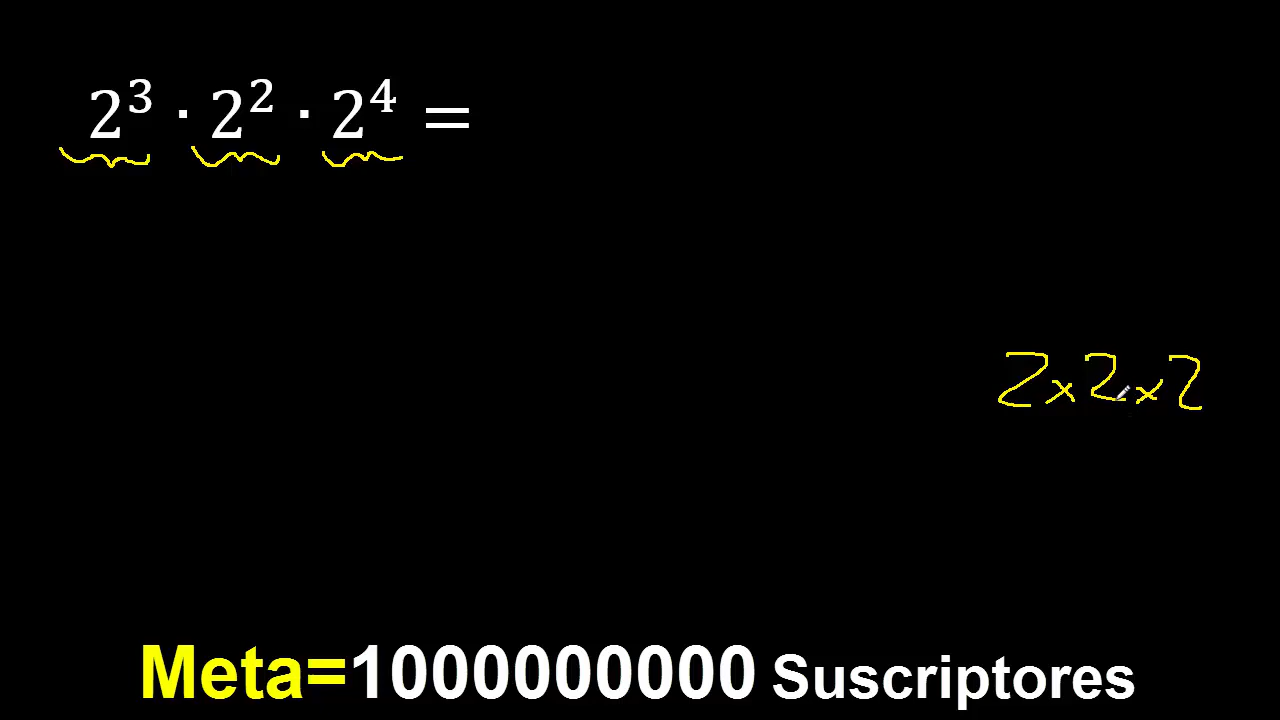 2³ · 2² · 2⁴ =
2x2x2
Meta=1000000000 Suscriptores